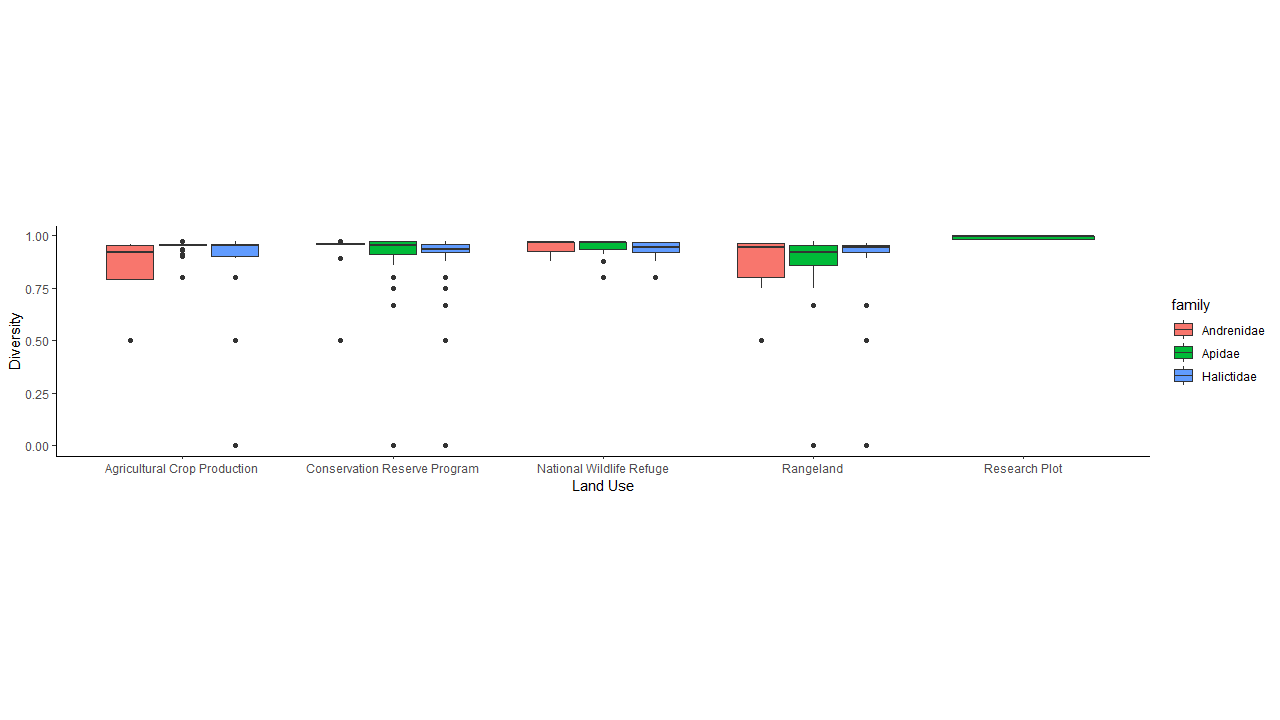 1.00
0.75
0.50
0.25
0.00
Diversity
Agricultural Crop Production
Conservation Reserve Program
National Wildlife Refuge
Rangeland
Research Plot
Land Use
family
Andrenidae
Apidae
Halictidae